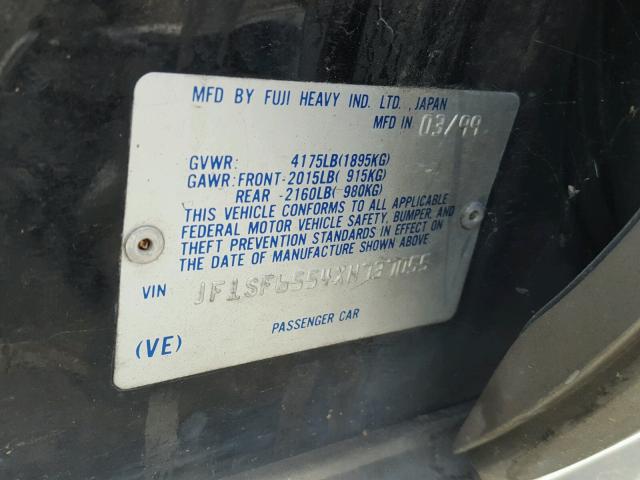 MFD BY FUJI HEAVY IND. LTD., JAPAN
MFD IN 03/99
GVWR: 4175LB(1895KG)
GAWR:FRONT-2015LB( 915KG)
REAR -2160LB( 980KG)
THIS VEHICLE CONFORMS TO ALL APPLICABLE
FEDERAL MOTOR VEHICLE SAFETY, BUMPER, AND
THEFT PREVENTION STANDARDS IN EFFECT ON
THE DATE OF MANUFACTURE SHOWN ABOVE.
VIN JF1SF6554XH737055
(VE) PASSENGER CAR